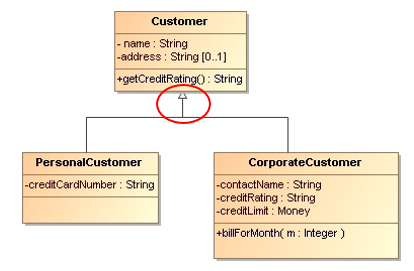 Customer
- name : String
-address : String [0..1]
+getCreditRating() : String
PersonalCustomer
-creditCardNumber : String
CorporateCustomer
-contactName : String
-creditRating : String
-creditLimit : Money
+billForMonth( m : Integer )